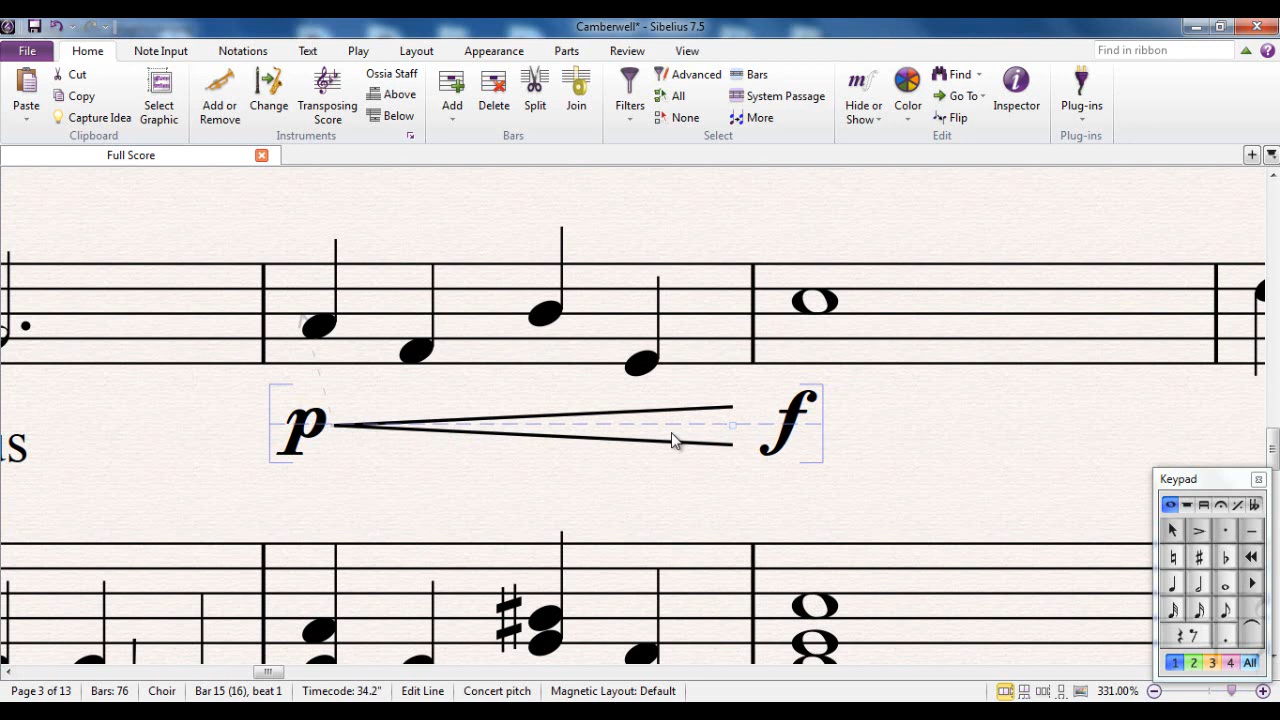 Camberwell* - Sibelius 7.5
File Home Note Input Notations Text Play Layout Appearance Parts Review View Find in ribbon
Paste
Cut
Copy
Capture Idea
Select Graphic
Clipboard
Add or Remove
Change
Transposing Score
Ossia Staff
Above
Below
Instruments
Add
Delete
Split
Join
Bars
Filters
Advanced
All
None
Bars
System Passage
More
Select
Hide or Show
Color
Find
Go To
Flip
Inspector
Edit
Plug-ins
Plug-ins
Full Score
p f
us
Keypad
1 2 3 4 All
Page 3 of 13 Bars: 76 Choir Bar 15 (16), beat 1 Timecode: 34.2" Edit Line Concert pitch Magnetic Layout: Default 331.00%